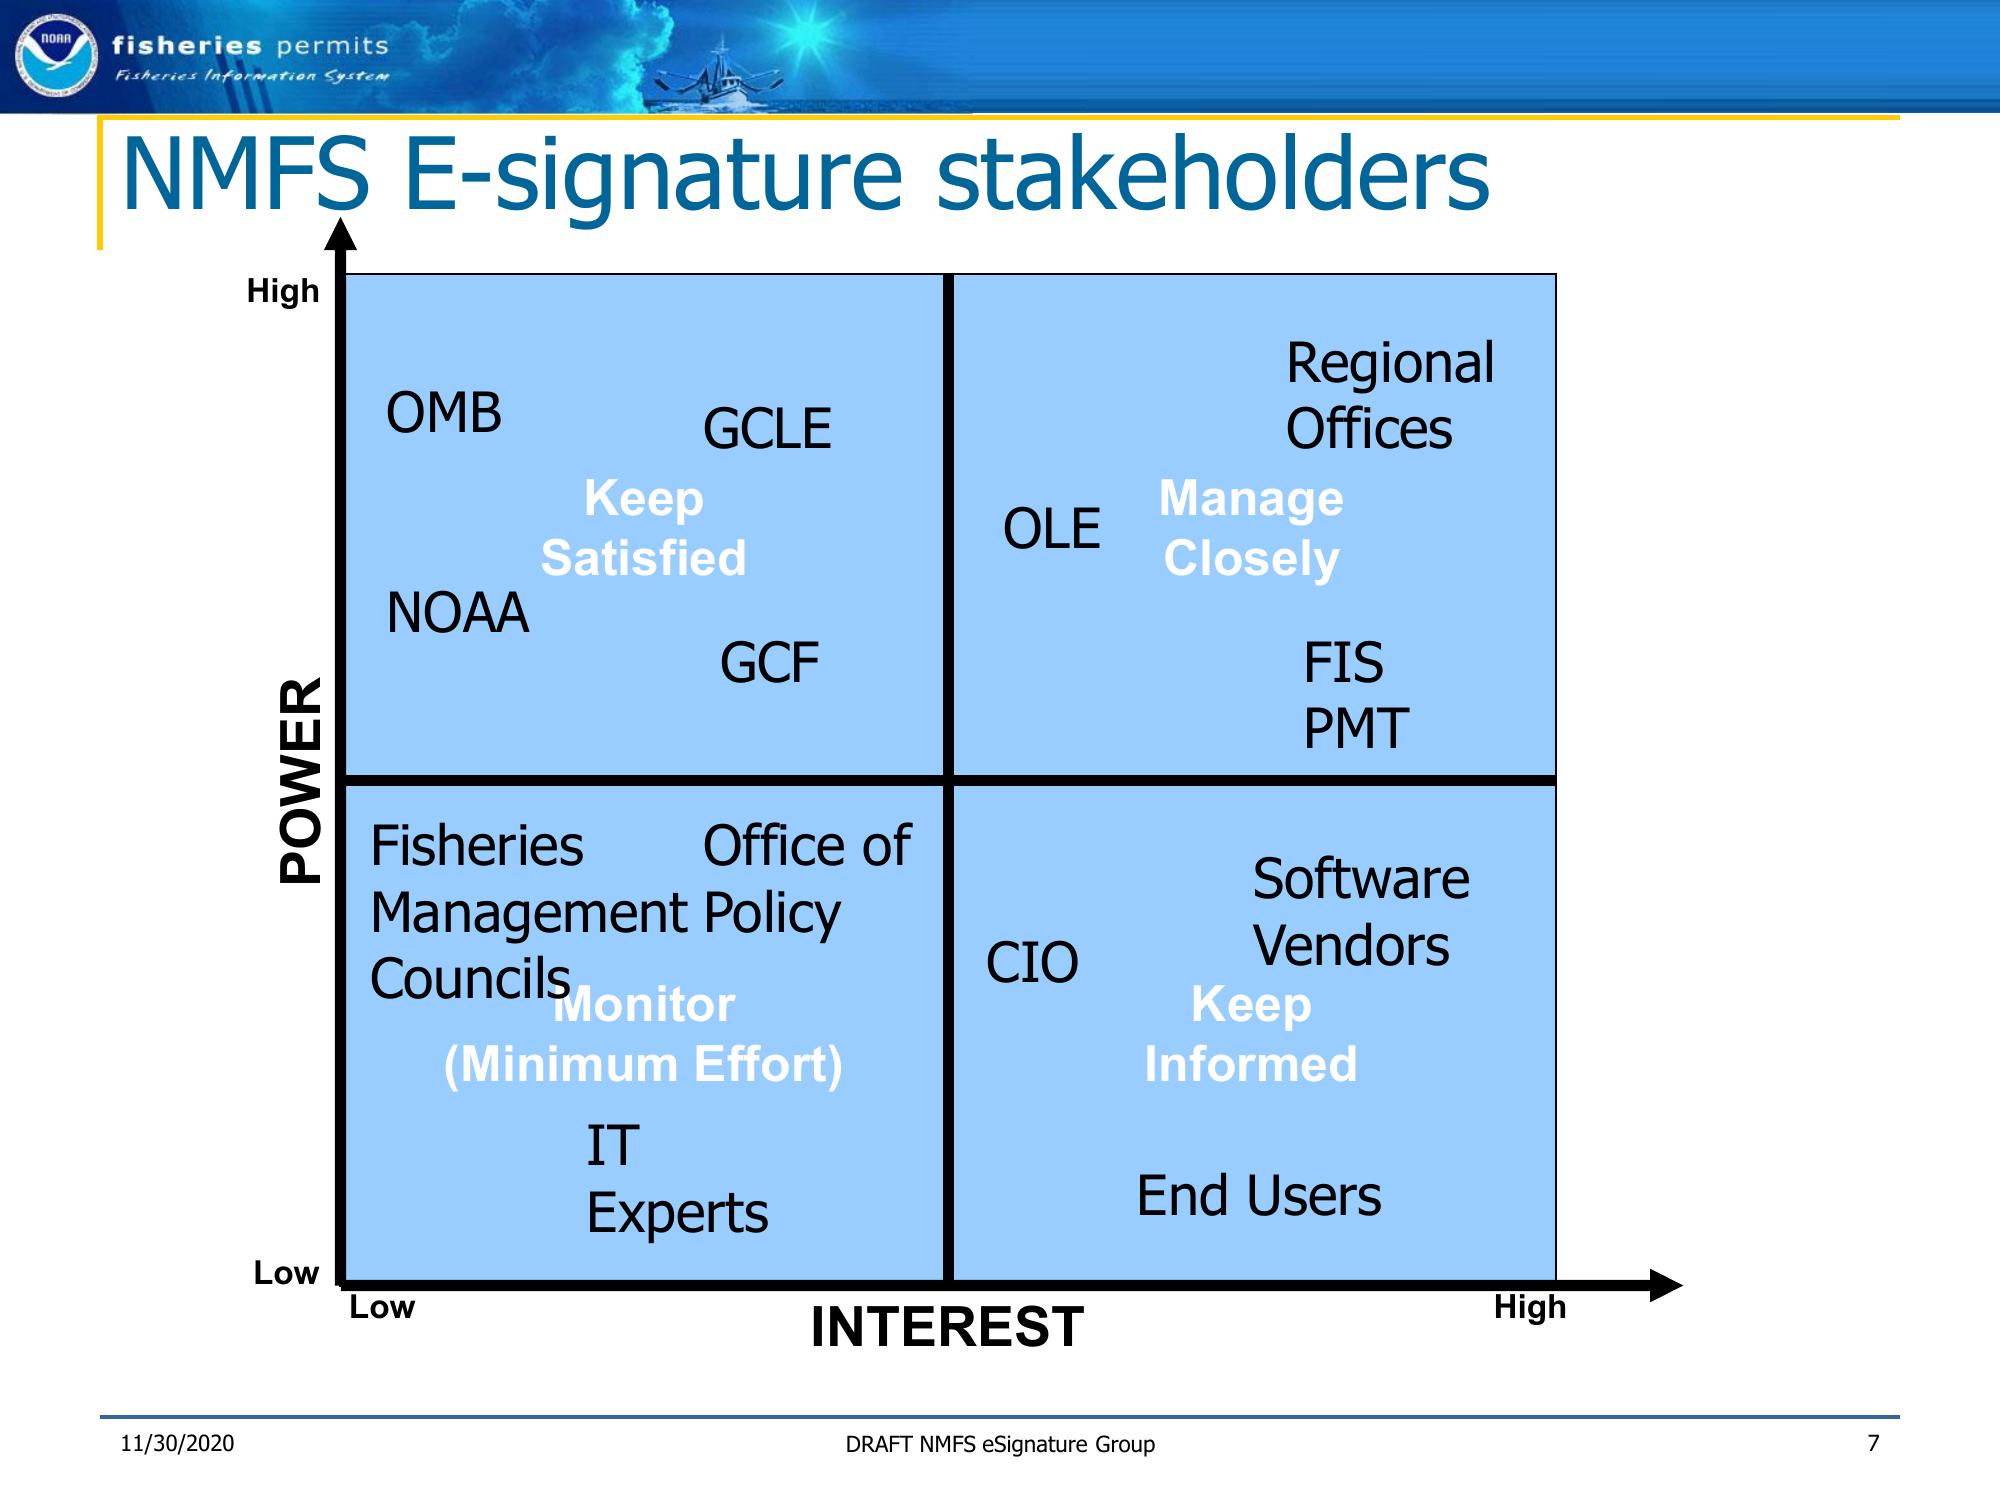 NOAA
fisheries permits
Fisheries Information System
NMFS E-signature stakeholders
High
OMB
GCLE
Keep
Satisfied
NOAA
GCF
Regional
Offices
OLE
Manage
Closely
FIS
PMT
POWER
Fisheries
Management
Councils
Office of
Policy
Monitor
(Minimum Effort)
IT
Experts
Software
Vendors
CIO
Keep
Informed
End Users
Low
Low
INTEREST
High
11/30/2020
DRAFT NMFS eSignature Group
7